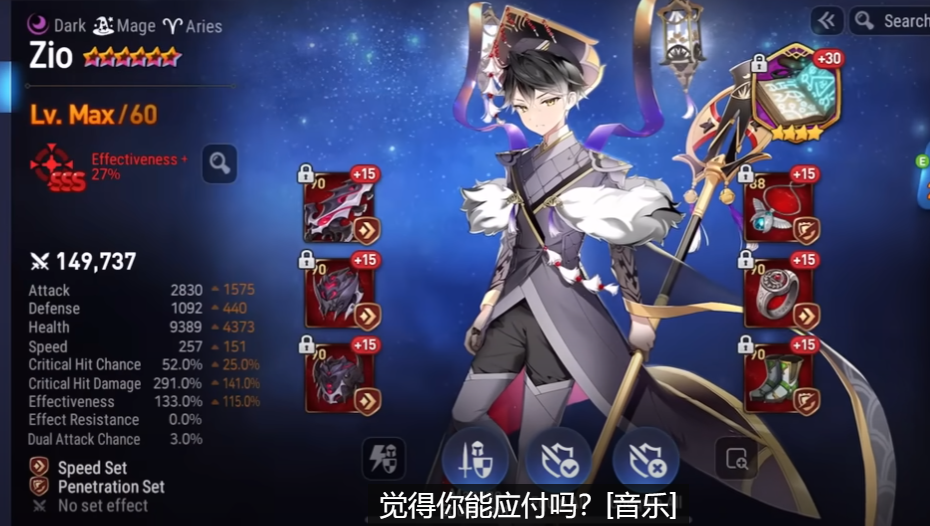 Dark Mage Aries
Search
Zio
+30
Lv. Max/60
Effectiveness +
27%
SSS
+15
+15
88
+15
+15
+15
+15
149,737
Attack 2830 1575
Defense 1092 440
Health 9389 4373
Speed 257 151
Critical Hit Chance 52.0% 25.0%
Critical Hit Damage 291.0% 141.0%
Effectiveness 133.0% 115.0%
Effect Resistance 0.0%
Dual Attack Chance 3.0%
Speed Set
Penetration Set
No set effect
觉得你能应付吗？[音乐]
E